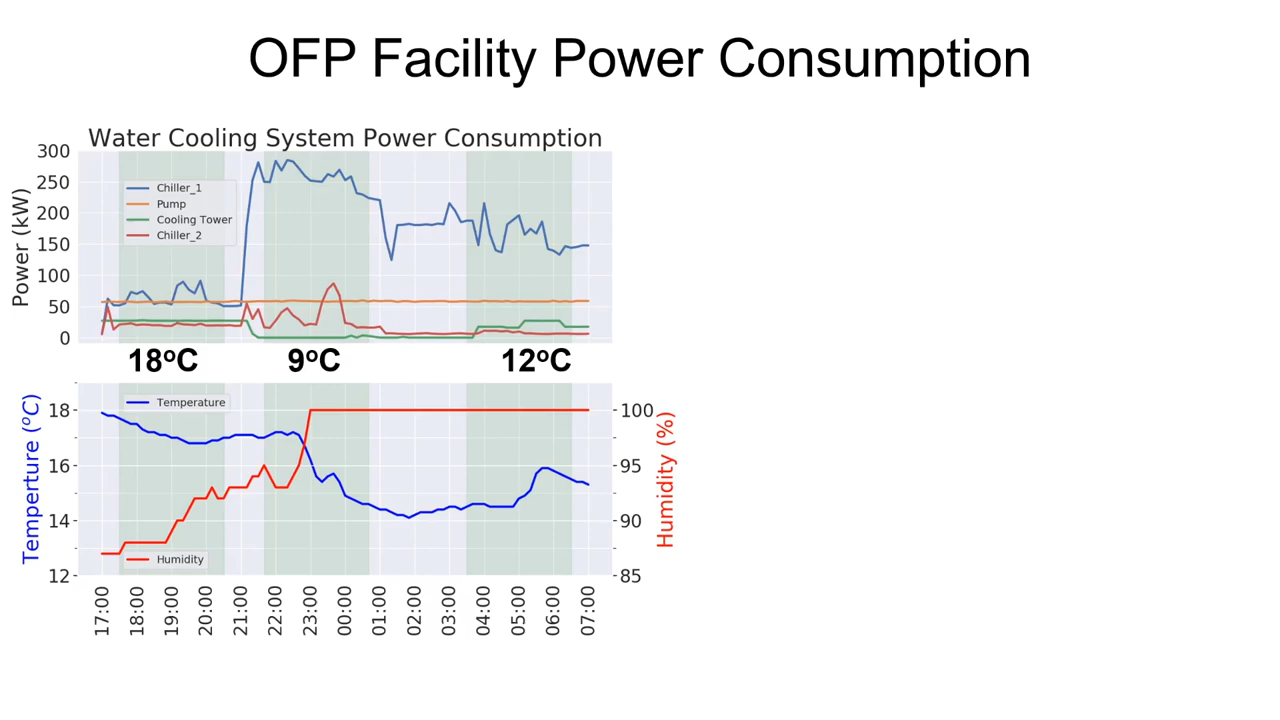 OFP Facility Power Consumption
Water Cooling System Power Consumption
Power (kW)
300
250
200
150
100
50
0
Chiller_1
Pump
Cooling Tower
Chiller_2
18°C 9°C 12°C
Temperture (°C)
18
16
14
12
Temperature
Humidity
100
95
90
85
Humidity (%)
17:00 18:00 19:00 20:00 21:00 22:00 23:00 00:00 01:00 02:00 03:00 04:00 05:00 06:00 07:00